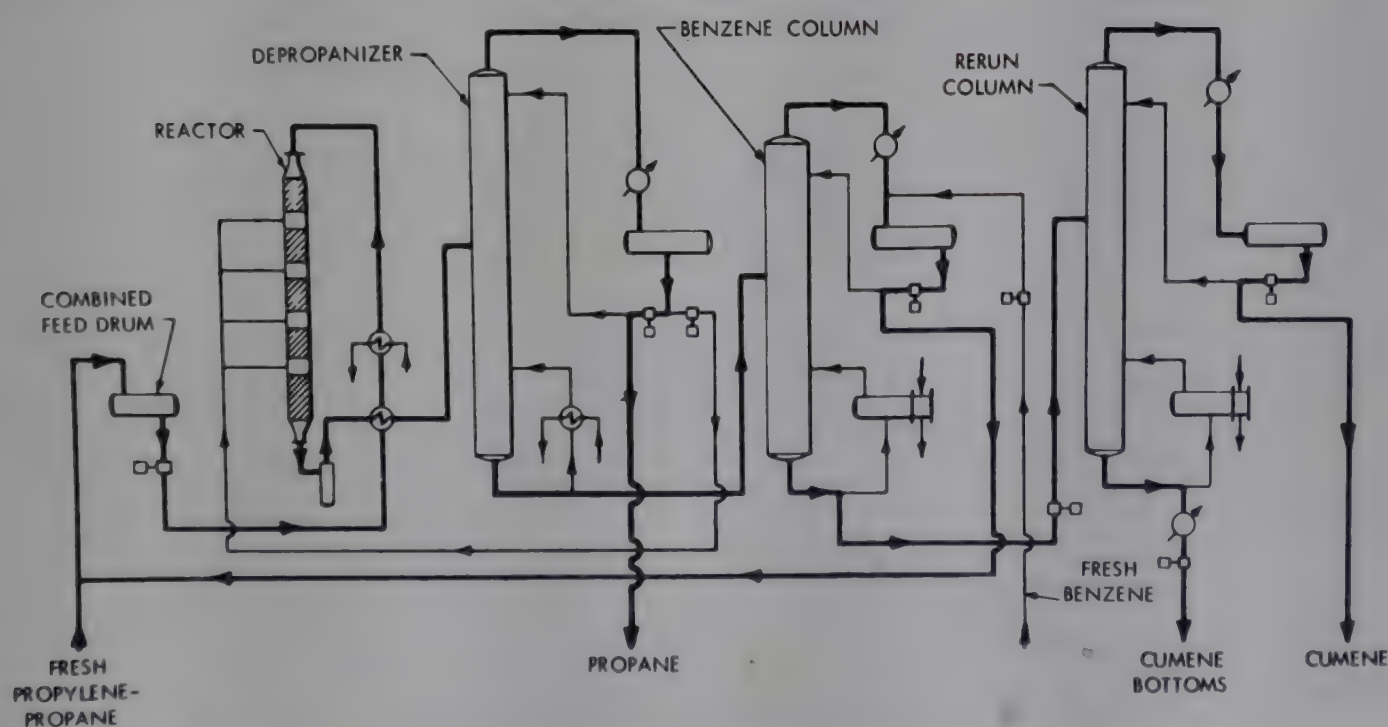 BENZENE COLUMN
DEPROPANIZER
RERUN
COLUMN
REACTOR
COMBINED
FEED DRUM
FRESH
BENZENE
FRESH
PROPYLENE-
PROPANE
PROPANE
CUMENE
BOTTOMS
CUMENE